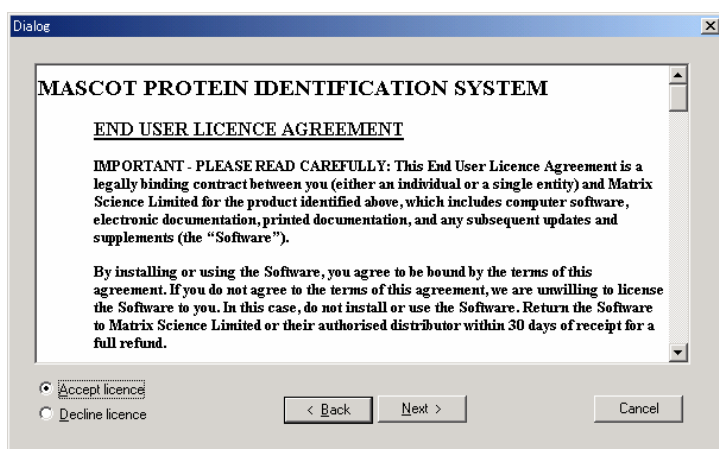 Dialog
MASCOT PROTEIN IDENTIFICATION SYSTEM
END USER LICENCE AGREEMENT
IMPORTANT - PLEASE READ CAREFULLY: This End User Licence Agreement is a
legally binding contract between you (either an individual or a single entity) and Matrix
Science Limited for the product identified above, which includes computer software,
electronic documentation, printed documentation, and any subsequent updates and
supplements (the “Software”).
By installing or using the Software, you agree to be bound by the terms of this
agreement. If you do not agree to the terms of this agreement, we are unwilling to license
the Software to you. In this case, do not install or use the Software. Return the Software
to Matrix Science Limited or their authorised distributor within 30 days of receipt for a
full refund.
Accept licence
Decline licence
< Back
Next >
Cancel